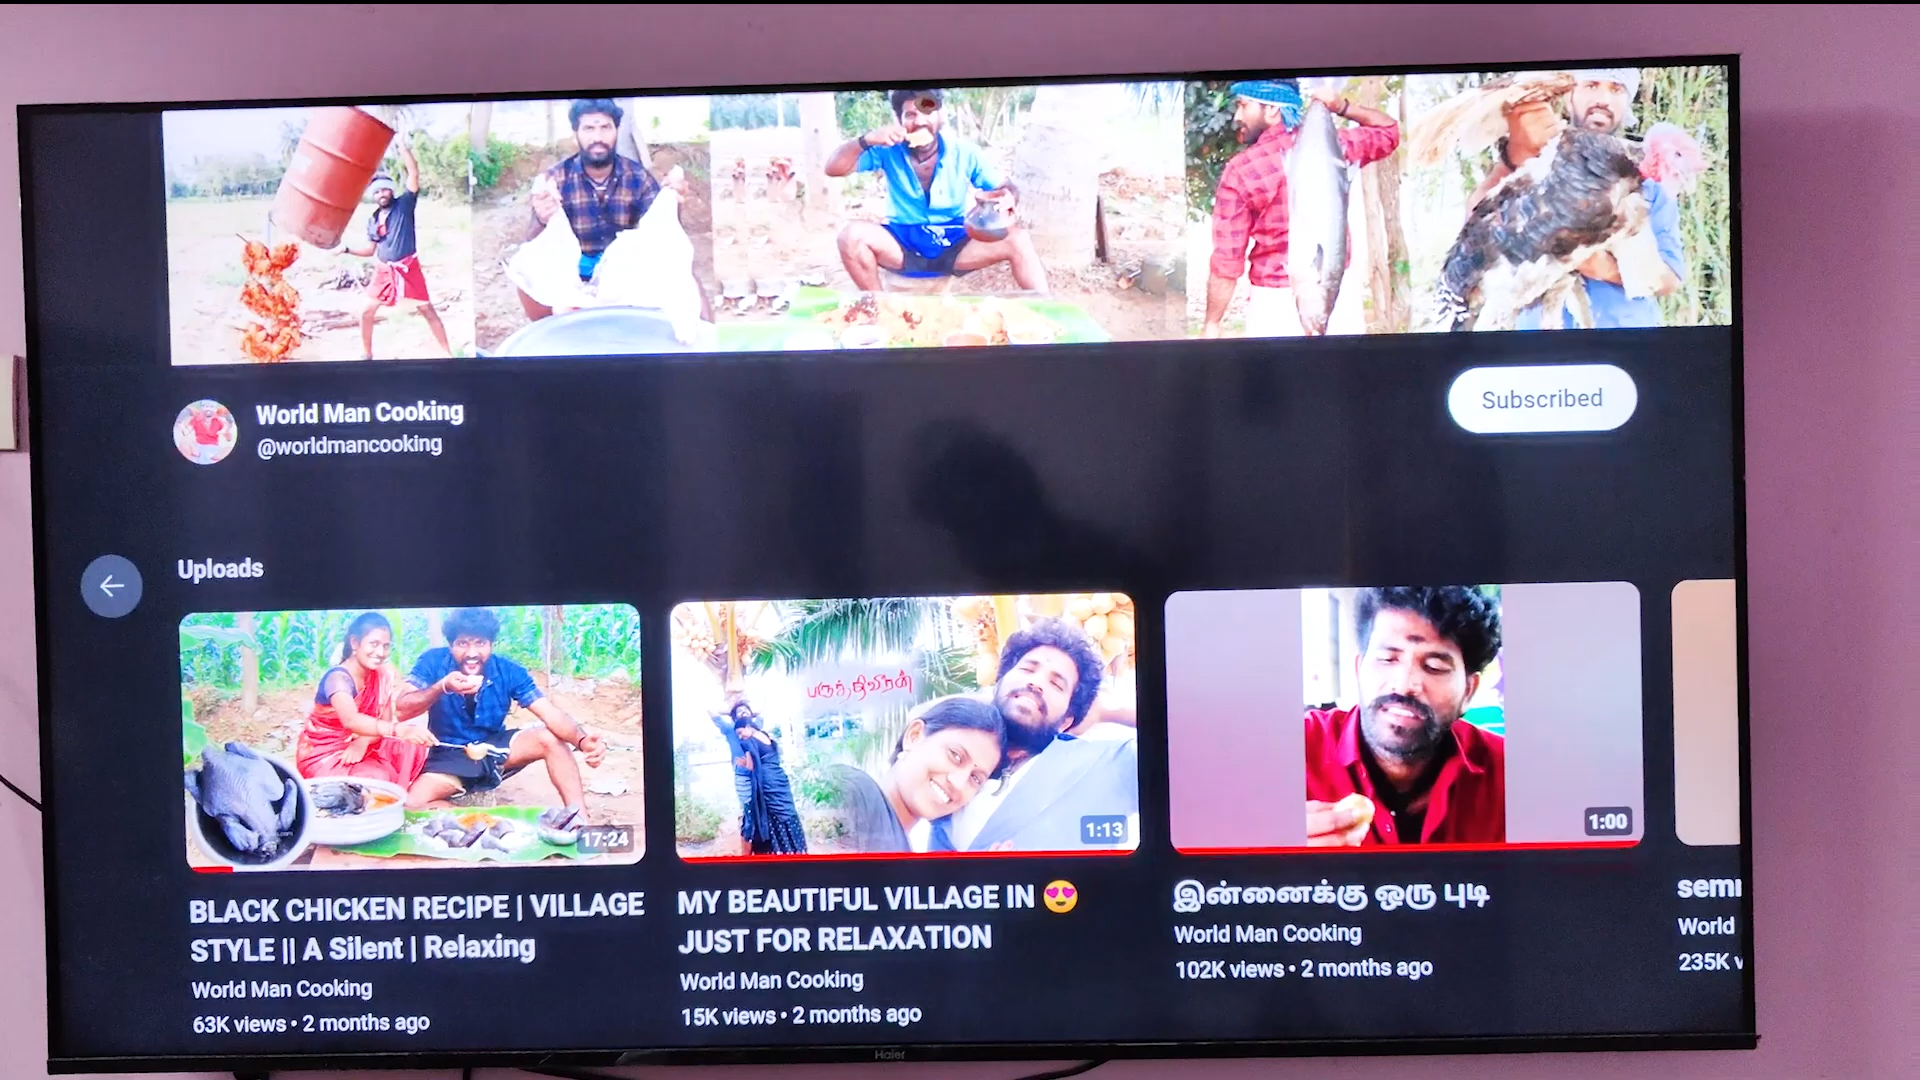 World Man Cooking
@worldmancooking
Subscribed
Uploads
17:24
1:13
1:00
பருத்திவீரன்
BLACK CHICKEN RECIPE | VILLAGE
STYLE || A Silent | Relaxing
World Man Cooking
63K views • 2 months ago
MY BEAUTIFUL VILLAGE IN 😍
JUST FOR RELAXATION
World Man Cooking
15K views • 2 months ago
இன்னைக்கு ஒரு புடி
World Man Cooking
102K views • 2 months ago
World
235K
Haier